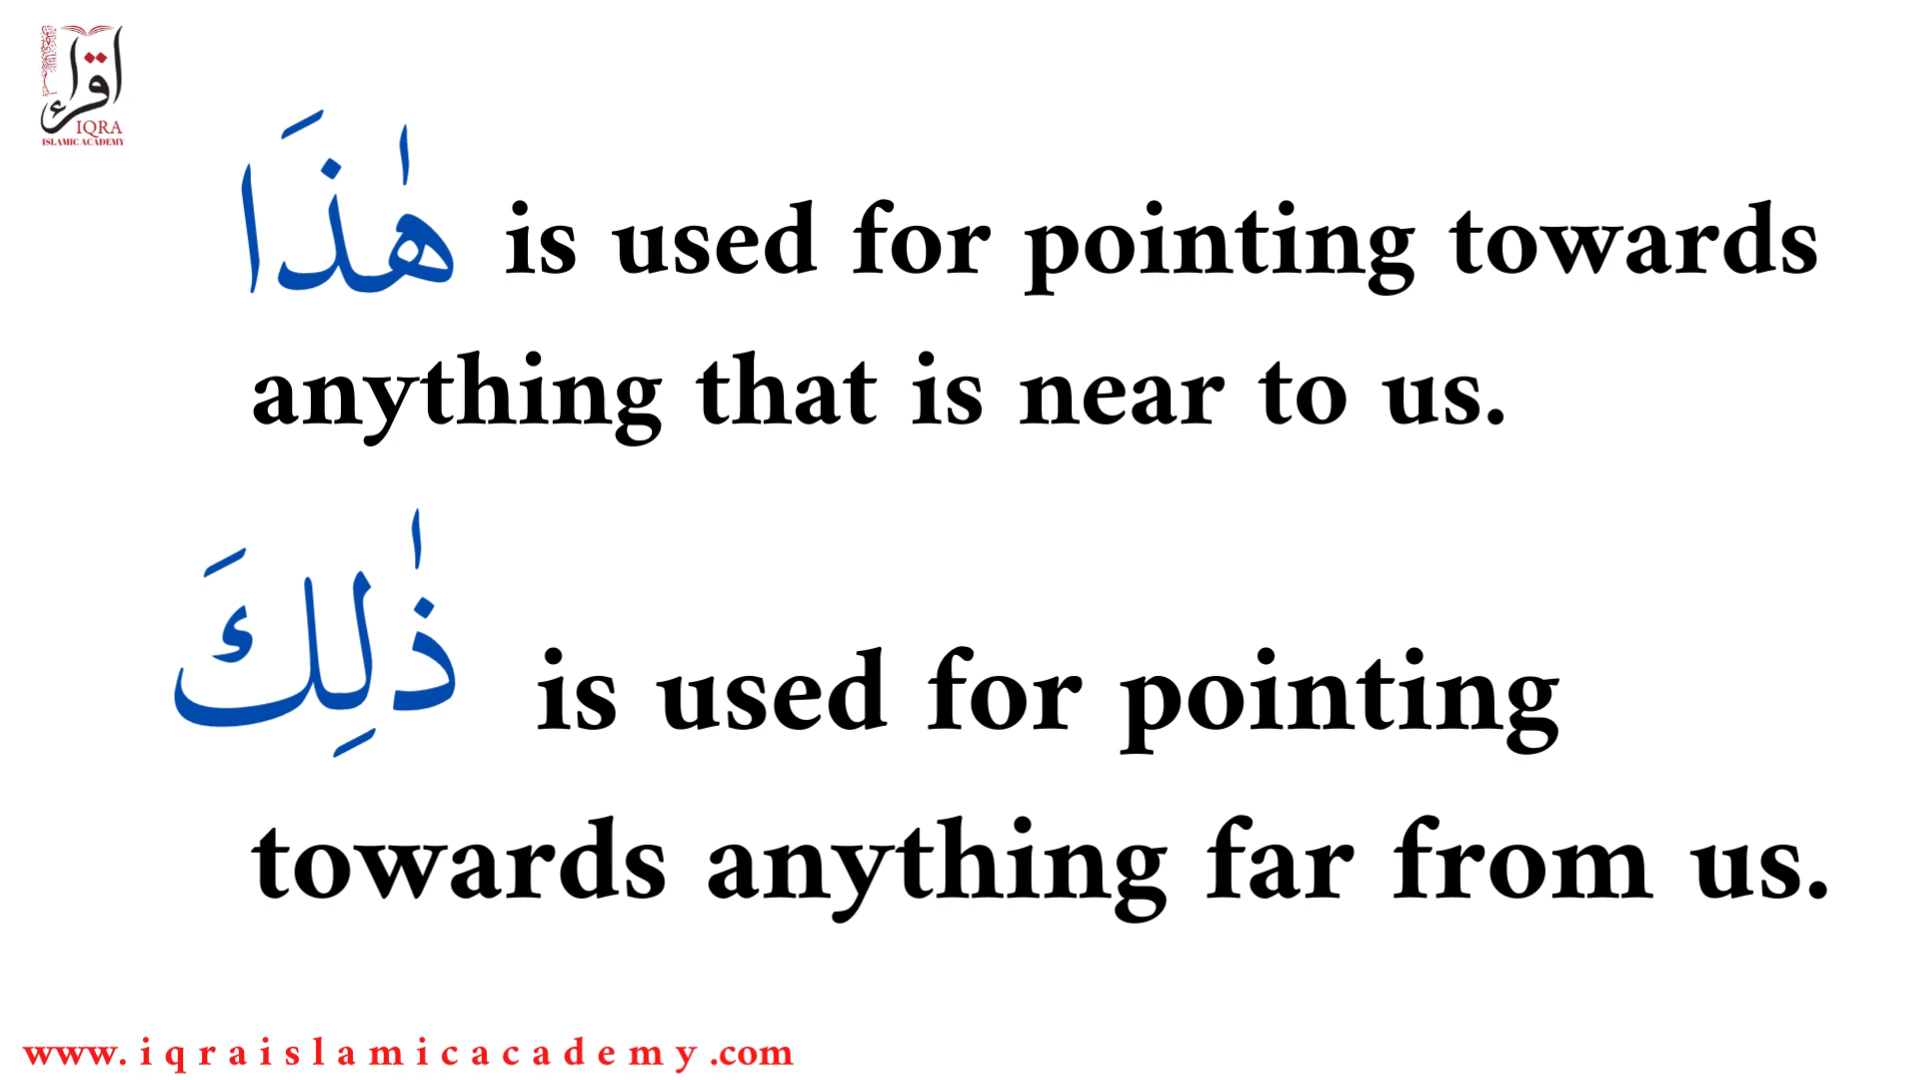 اقرأ
IQRA
ISLAMIC ACADEMY
هٰذَا is used for pointing towards
anything that is near to us.
ذٰلِكَ is used for pointing
towards anything far from us.
www. i q r a i s l a m i c a c a d e m y .com